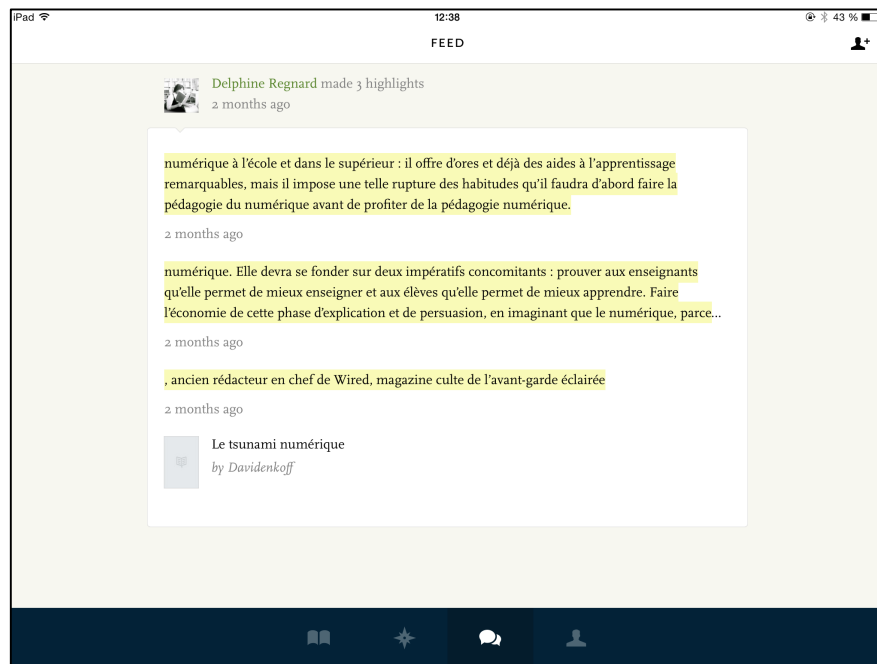 iPad 12:38 43 %
FEED
Delphine Regnard made 3 highlights
2 months ago
numérique à l'école et dans le supérieur : il offre d'ores et déjà des aides à l'apprentissage
remarquables, mais il impose une telle rupture des habitudes qu'il faudra d'abord faire la
pédagogie du numérique avant de profiter de la pédagogie numérique.
2 months ago
numérique. Elle devra se fonder sur deux impératifs concomitants : prouver aux enseignants
qu'elle permet de mieux enseigner et aux élèves qu'elle permet de mieux apprendre. Faire
l'économie de cette phase d'explication et de persuasion, en imaginant que le numérique, parce...
2 months ago
, ancien rédacteur en chef de Wired, magazine culte de l'avant-garde éclairée
2 months ago
Le tsunami numérique
by Davidenkoff